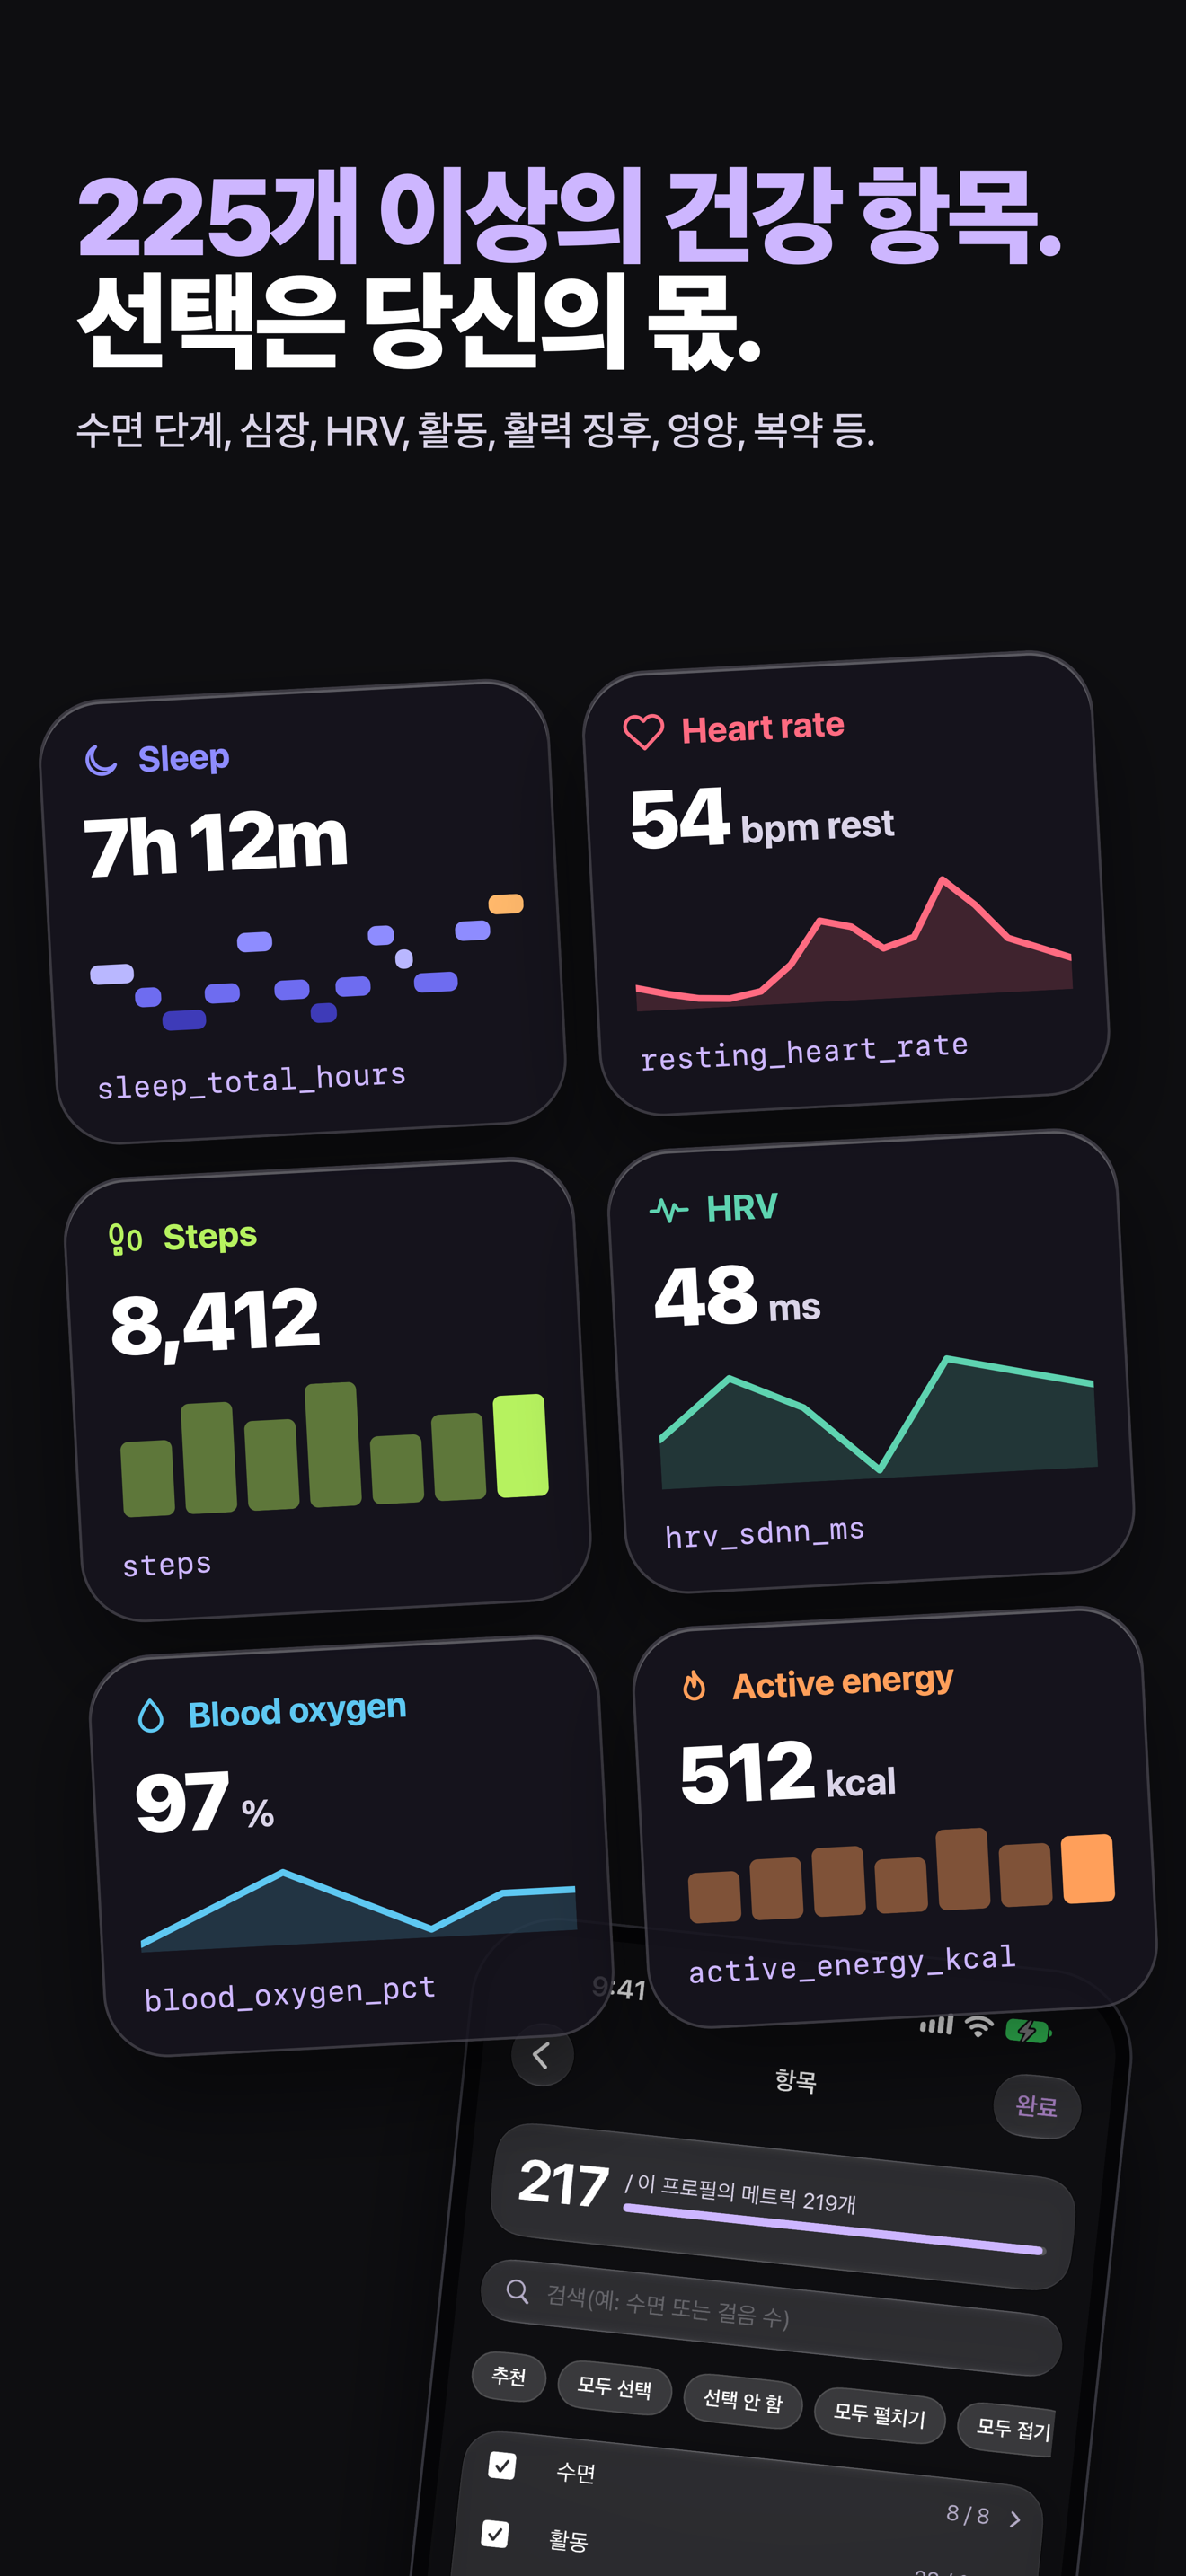 225개 이상의 건강 항목.
선택은 당신의 몫.
수면 단계, 심장, HRV, 활동, 활력 징후, 영양, 복약 등.
Sleep
7h 12m
sleep_total_hours
Heart rate
54 bpm rest
resting_heart_rate
Steps
8,412
steps
HRV
48 ms
hrv_sdnn_ms
Blood oxygen
97 %
blood_oxygen_pct
Active energy
512 kcal
active_energy_kcal
9:41
항목
완료
217 / 이 프로필의 메트릭 219개
검색(예: 수면 또는 걸음 수)
추천 모두 선택 선택 안 함 모두 펼치기 모두 접기
수면 8 / 8
활동